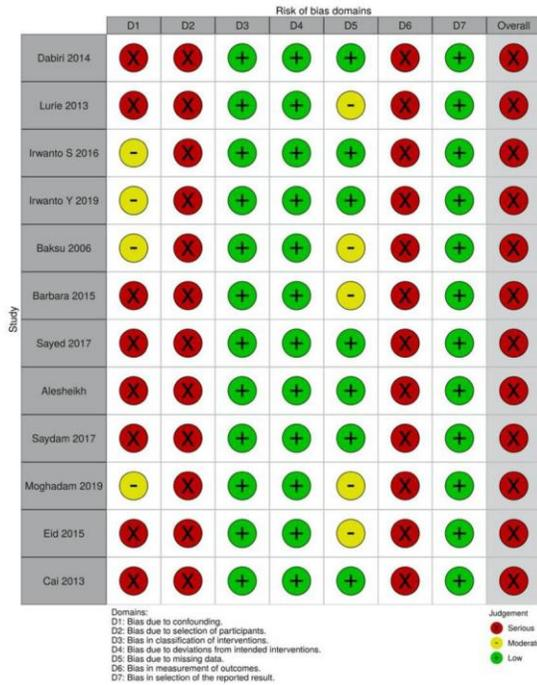 Risk of bias domains
D1 D2 D3 D4 D5 D6 D7 Overall
Study
Dabiri 2014 X X + + + X + X
Lurie 2013 X X + + - X + X
Irwanto S 2016 - X + + + X + X
Irwanto Y 2019 - X + + + X + X
Baksu 2006 - X + + - X + X
Barbara 2015 X X + + - X + X
Sayed 2017 X X + + + X + X
Alesheikh X X + + + X + X
Saydam 2017 X X + + + X + X
Moghadam 2019 - X + + - X + X
Eid 2015 X X + + - X + X
Cai 2013 X X + + + X + X
Domains:
D1: Bias due to confounding.
D2: Bias due to selection of participants.
D3: Bias in classification of interventions.
D4: Bias due to deviations from intended interventions.
D5: Bias due to missing data.
D6: Bias in measurement of outcomes.
D7: Bias in selection of the reported result.
Judgement
X Serious
- Moderate
+ Low